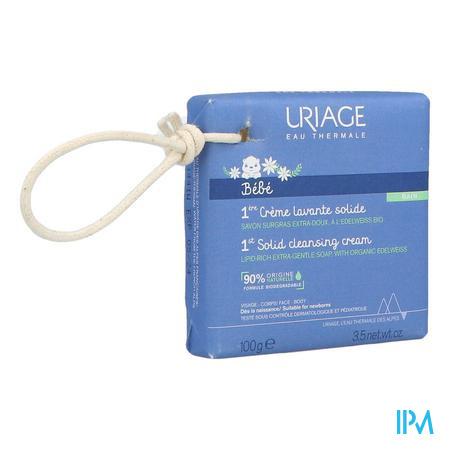 URIAGE
EAU THERMALE
Bébé
BAIN
1ère Crème lavante solide
SAVON SURGRAS EXTRA-DOUX, À L'EDELWEISS BIO
1st Solid cleansing cream
LIPID-RICH EXTRA-GENTLE SOAP, WITH ORGANIC EDELWEISS
90% ORIGINE NATURELLE
FORMULE BIODÉGRADABLE
VISAGE - CORPS/ FACE - BODY
Dès la naissance/ Suitable for newborns
TESTÉ SOUS CONTRÔLE DERMATOLOGIQUE ET PÉDIATRIQUE
URIAGE, L'EAU THERMALE DES ALPES
100g e 3.5 net.wt.oz.
IPM